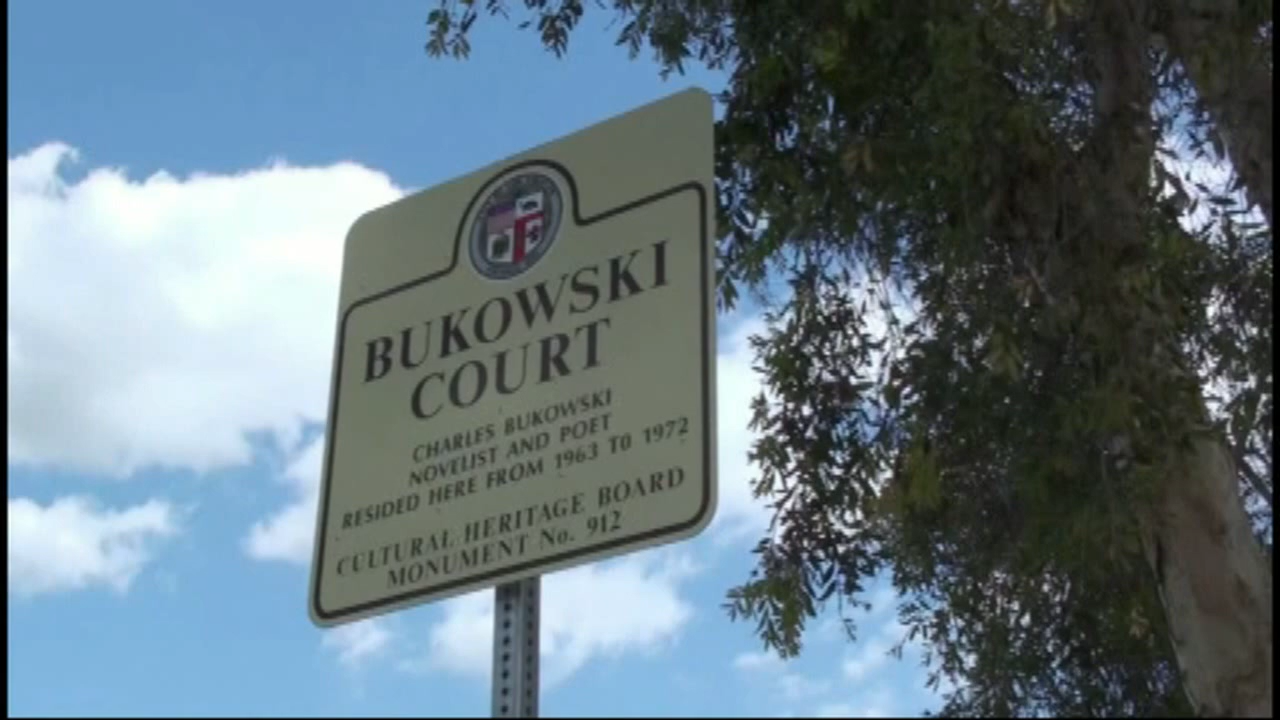 BUKOWSKI
COURT
CHARLES BUKOWSKI
NOVELIST AND POET
RESIDED HERE FROM 1963 TO 1972
CULTURAL HERITAGE BOARD
MONUMENT No. 912